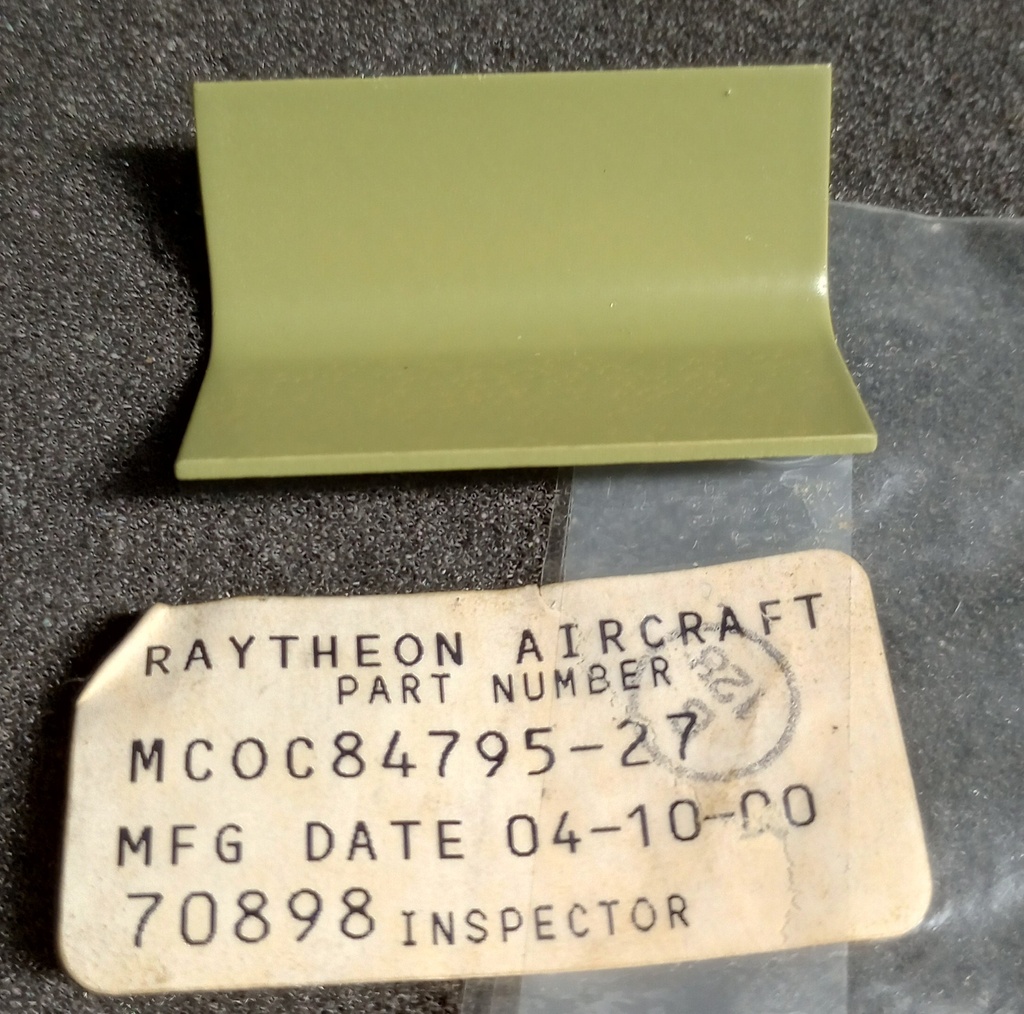 RAYTHEON AIRCRAFT
PART NUMBER
MCOC84795-27
MFG DATE 04-10-00
70898 INSPECTOR